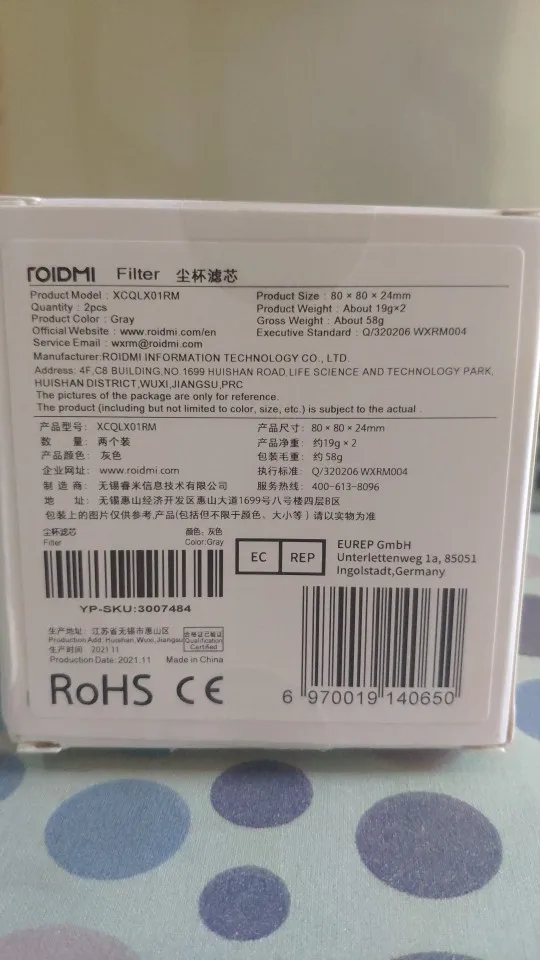 ROIDMI Filter 尘杯滤芯
Product Model : XCQLX01RM
Quantity : 2pcs
Product Color : Gray
Official Website : www.roidmi.com/en
Service Email : wxrm@roidmi.com
Product Size : 80 × 80 × 24mm
Product Weight : About 19g×2
Gross Weight : About 58g
Executive Standard : Q/320206 WXRM004
Manufacturer:ROIDMI INFORMATION TECHNOLOGY CO., LTD.
Address: 4F,C8 BUILDING,NO 1699 HUISHAN ROAD,LIFE SCIENCE AND TECHNOLOGY PARK,
HUISHAN DISTRICT,WUXI,JIANGSU,PRC
The pictures of the package are only for reference.
The product (including but not limited to color, size, etc.) is subject to the actual .
产品型号: XCQLX01RM
数 量: 两个装
产品颜色: 灰色
企业网址: www.roidmi.com
制 造 商: 无锡睿米信息技术有限公司
产品尺寸: 80 × 80 × 24mm
产品净重: 约19g × 2
包装毛重: 约 58g
执行标准: Q/320206 WXRM004
服务热线: 400-613-8096
地 址: 无锡惠山经济开发区惠山大道1699号八号楼四层B区
包装上的图片仅供参考,产品(包括但不限于颜色、大小等)请以实物为准
尘杯滤芯
Filter
颜色: 灰色
Color:Gray
YP-SKU:3007484
EC REP
EUREP GmbH
Unterlettenweg 1a, 85051
Ingolstadt,Germany
生产地址: 江苏省无锡市惠山区
Production Add: Huishan,Wuxi,Jiangsu
生产时间 2021.11
Production Date: 2021.11 Made in China
合格证已检证
Qualification
Certified
RoHS CE
6 970019 140650